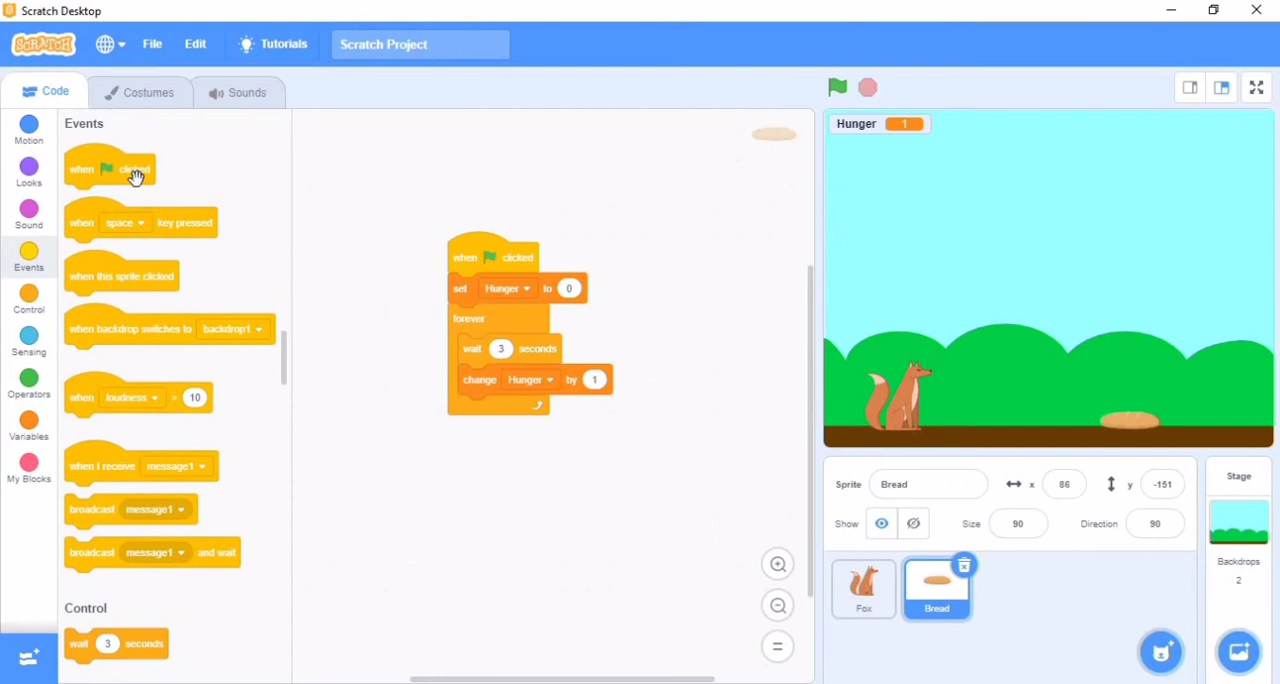 Scratch Desktop
SCRATCH File Edit Tutorials Scratch Project
Code Costumes Sounds
Motion
Looks
Sound
Events
Control
Sensing
Operators
Variables
My Blocks
Events
when clicked
when space key pressed
when this sprite clicked
when backdrop switches to backdrop1
when loudness > 10
when I receive message1
broadcast message1
broadcast message1 and wait
Control
wait 3 seconds
when clicked
set Hunger to 0
forever
wait 3 seconds
change Hunger by 1
Hunger 1
Sprite Bread x 86 y -151
Show Size 90 Direction 90
Fox
Bread
Stage
Backdrops
2